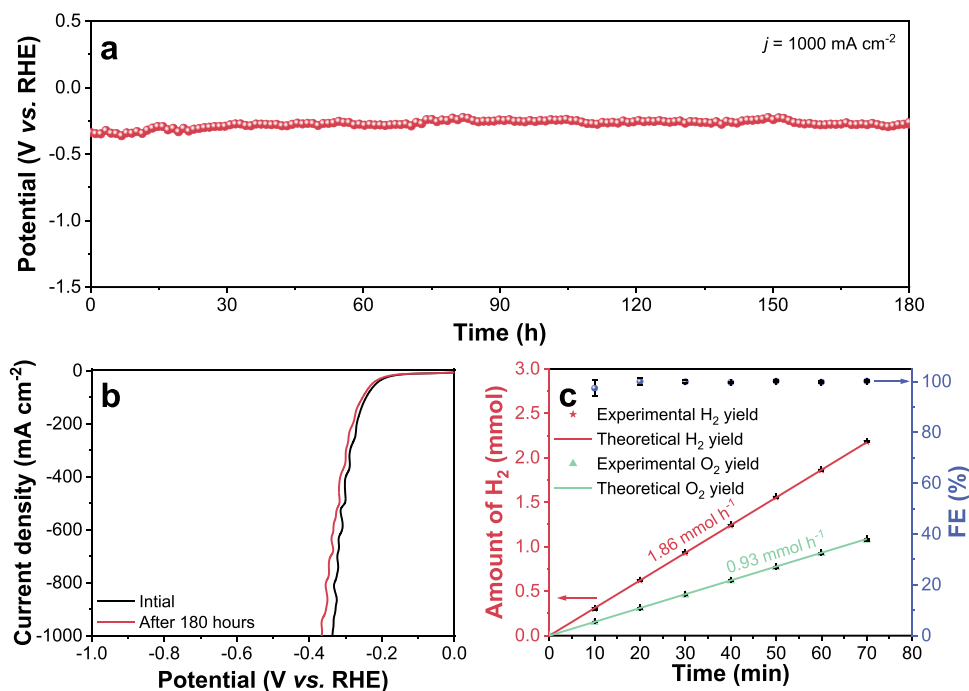 a
j = 1000 mA cm-2
Potential (V vs. RHE)
0.5
0.0
-0.5
-1.0
-1.5
0 30 60 90 120 150 180
Time (h)
b
Current density (mA cm-2)
0
-200
-400
-600
-800
-1000
Intial
After 180 hours
-1.0 -0.8 -0.6 -0.4 -0.2 0.0
Potential (V vs. RHE)
c
Amount of H2 (mmol)
3.0
2.5
2.0
1.5
1.0
0.5
0.0
Experimental H2 yield
Theoretical H2 yield
Experimental O2 yield
Theoretical O2 yield
1.86 mmol h-1
0.93 mmol h-1
0 10 20 30 40 50 60 70 80
Time (min)
100
80
60
40
20
0
FE (%)